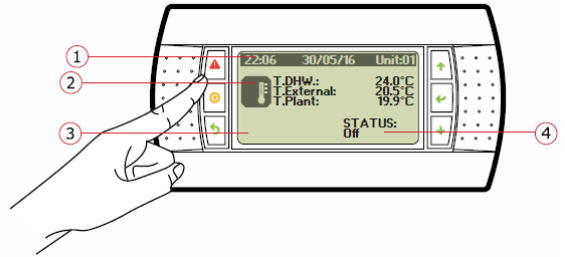 1
22:06 30/05/16 Unit:01
2
T.DHW.: 24.0°C
T.External: 20.5°C
T.Plant: 19.9°C
3
STATUS:
Off
4